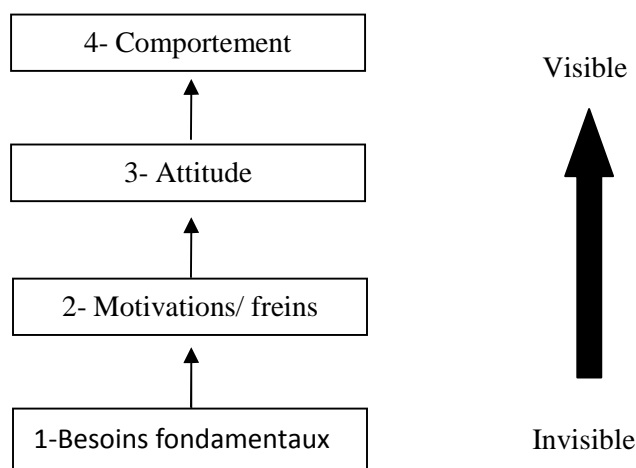 4- Comportement
Visible
3- Attitude
2- Motivations/ freins
1-Besoins fondamentaux
Invisible